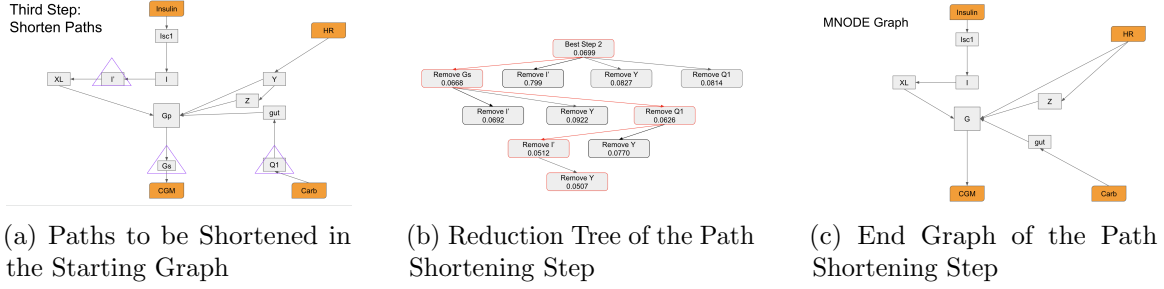 Third Step:
Shorten Paths
Insulin
Isc1
HR
XL
I'
I
Y
Z
Gp
gut
Gs
Q1
CGM
Carb
Best Step 2
0.0699
Remove Gs
0.0668
Remove I'
0.799
Remove Y
0.0827
Remove Q1
0.0814
Remove I'
0.0692
Remove Y
0.0922
Remove Q1
0.0626
Remove I'
0.0512
Remove Y
0.0770
Remove Y
0.0507
MNODE Graph
Insulin
Isc1
HR
XL
I
Z
G
gut
CGM
Carb
(a) Paths to be Shortened in
the Starting Graph
(b) Reduction Tree of the Path
Shortening Step
(c) End Graph of the Path
Shortening Step